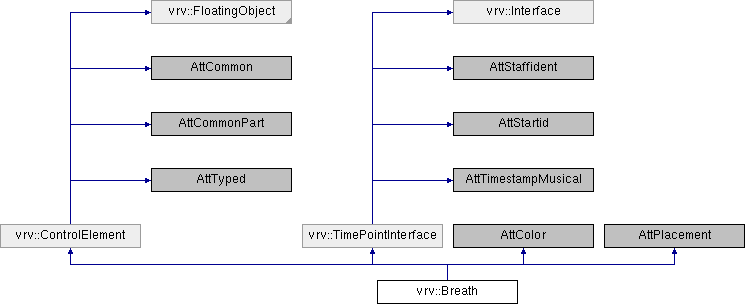 vrv::FloatingObject
vrv::Interface
AttCommon
AttStaffident
AttCommonPart
AttStartid
AttTyped
AttTimestampMusical
vrv::ControlElement
vrv::TimePointInterface
AttColor
AttPlacement
vrv::Breath